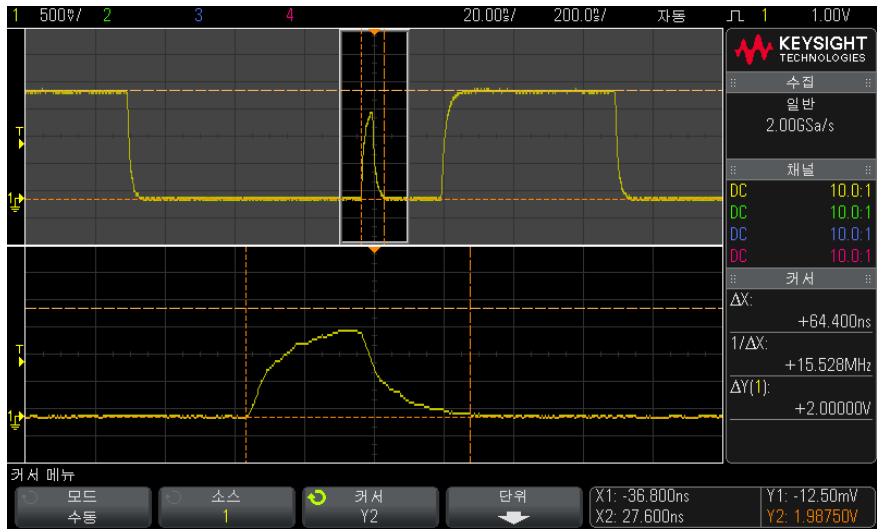 1 500㎷/ 2 3 4 20.00㎱/ 200.0㎱/ 자동 1 1.00V
KEYSIGHT
TECHNOLOGIES
수집
일반
2.00GSa/s
채널
DC 10.0:1
DC 10.0:1
DC 10.0:1
DC 10.0:1
커서
ΔX:
+64.400ns
1/ΔX:
+15.528MHz
ΔY(1):
+2.00000V
T
1
T
1
커서 메뉴
모드
수동
소스
1
커서
Y2
단위
X1: -36.800ns
X2: 27.600ns
Y1: -12.50mV
Y2: 1.98750V